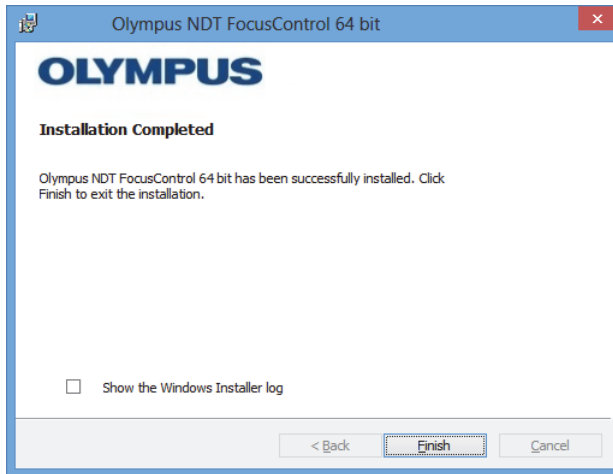 Olympus NDT FocusControl 64 bit
OLYMPUS
Installation Completed
Olympus NDT FocusControl 64 bit has been successfully installed. Click
Finish to exit the installation.
Show the Windows Installer log
< Back Finish Cancel